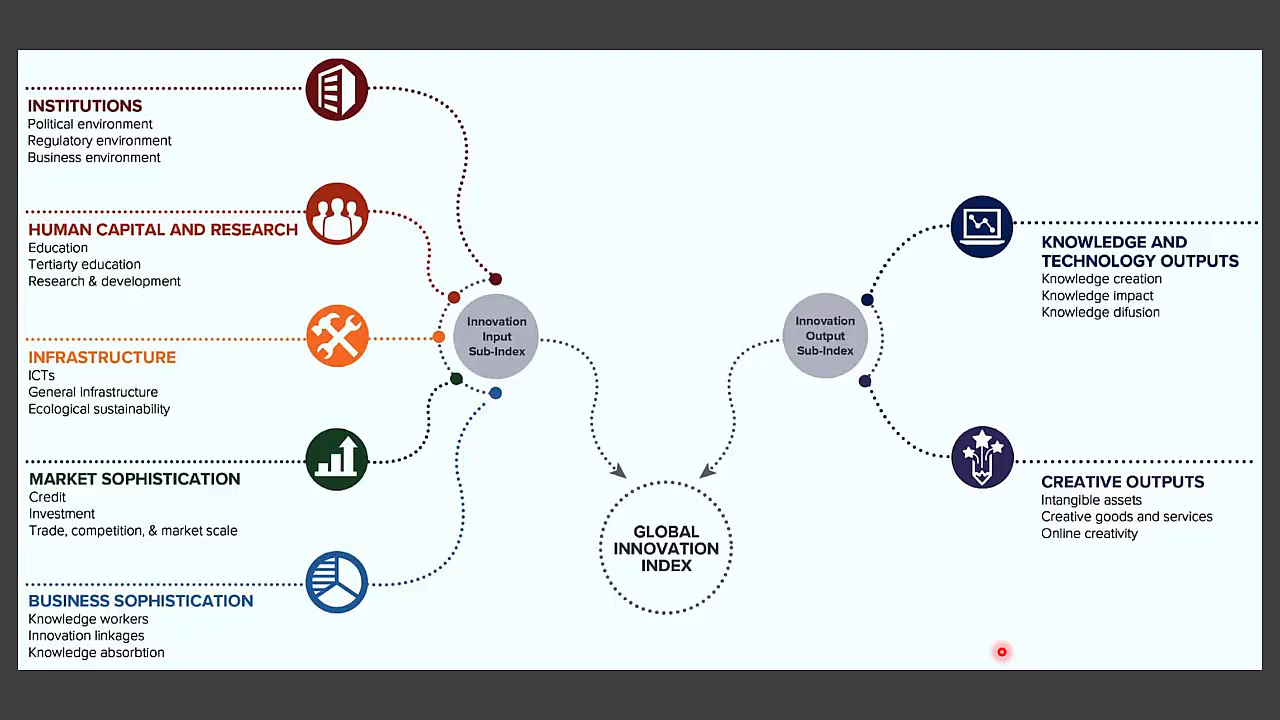 INSTITUTIONS
Political environment
Regulatory environment
Business environment
HUMAN CAPITAL AND RESEARCH
Education
Tertiarty education
Research & development
INFRASTRUCTURE
ICTs
General infrastructure
Ecological sustainability
MARKET SOPHISTICATION
Credit
Investment
Trade, competition, & market scale
BUSINESS SOPHISTICATION
Knowledge workers
Innovation linkages
Knowledge absorbtion
Innovation
Input
Sub-Index
GLOBAL
INNOVATION
INDEX
Innovation
Output
Sub-Index
KNOWLEDGE AND
TECHNOLOGY OUTPUTS
Knowledge creation
Knowledge impact
Knowledge difusion
CREATIVE OUTPUTS
Intangible assets
Creative goods and services
Online creativity